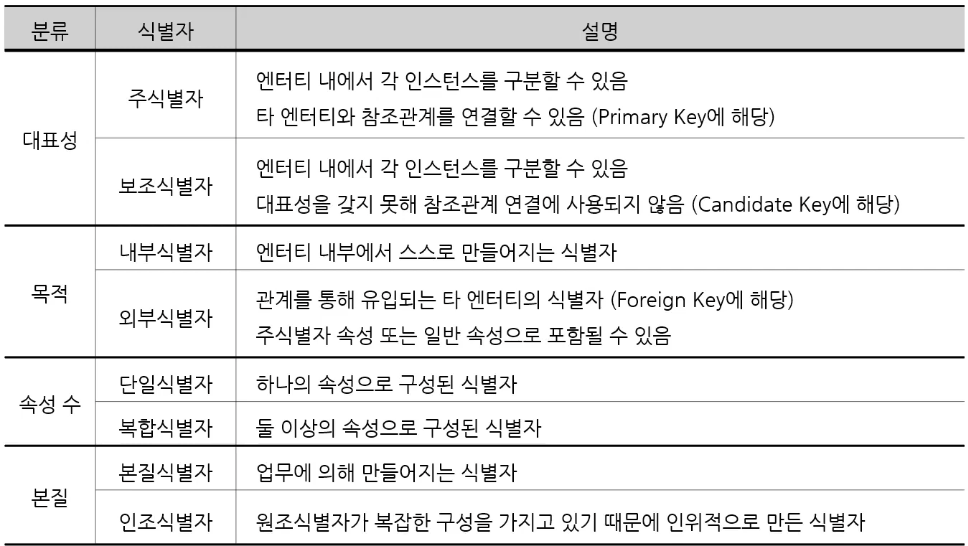 분류 식별자 설명
대표성
주식별자
엔터티 내에서 각 인스턴스를 구분할 수 있음
타 엔터티와 참조관계를 연결할 수 있음 (Primary Key에 해당)
보조식별자
엔터티 내에서 각 인스턴스를 구분할 수 있음
대표성을 갖지 못해 참조관계 연결에 사용되지 않음 (Candidate Key에 해당)
목적
내부식별자 엔터티 내부에서 스스로 만들어지는 식별자
외부식별자
관계를 통해 유입되는 타 엔터티의 식별자 (Foreign Key에 해당)
주식별자 속성 또는 일반 속성으로 포함될 수 있음
속성 수
단일식별자 하나의 속성으로 구성된 식별자
복합식별자 둘 이상의 속성으로 구성된 식별자
본질
본질식별자 업무에 의해 만들어지는 식별자
인조식별자 원조식별자가 복잡한 구성을 가지고 있기 때문에 인위적으로 만든 식별자